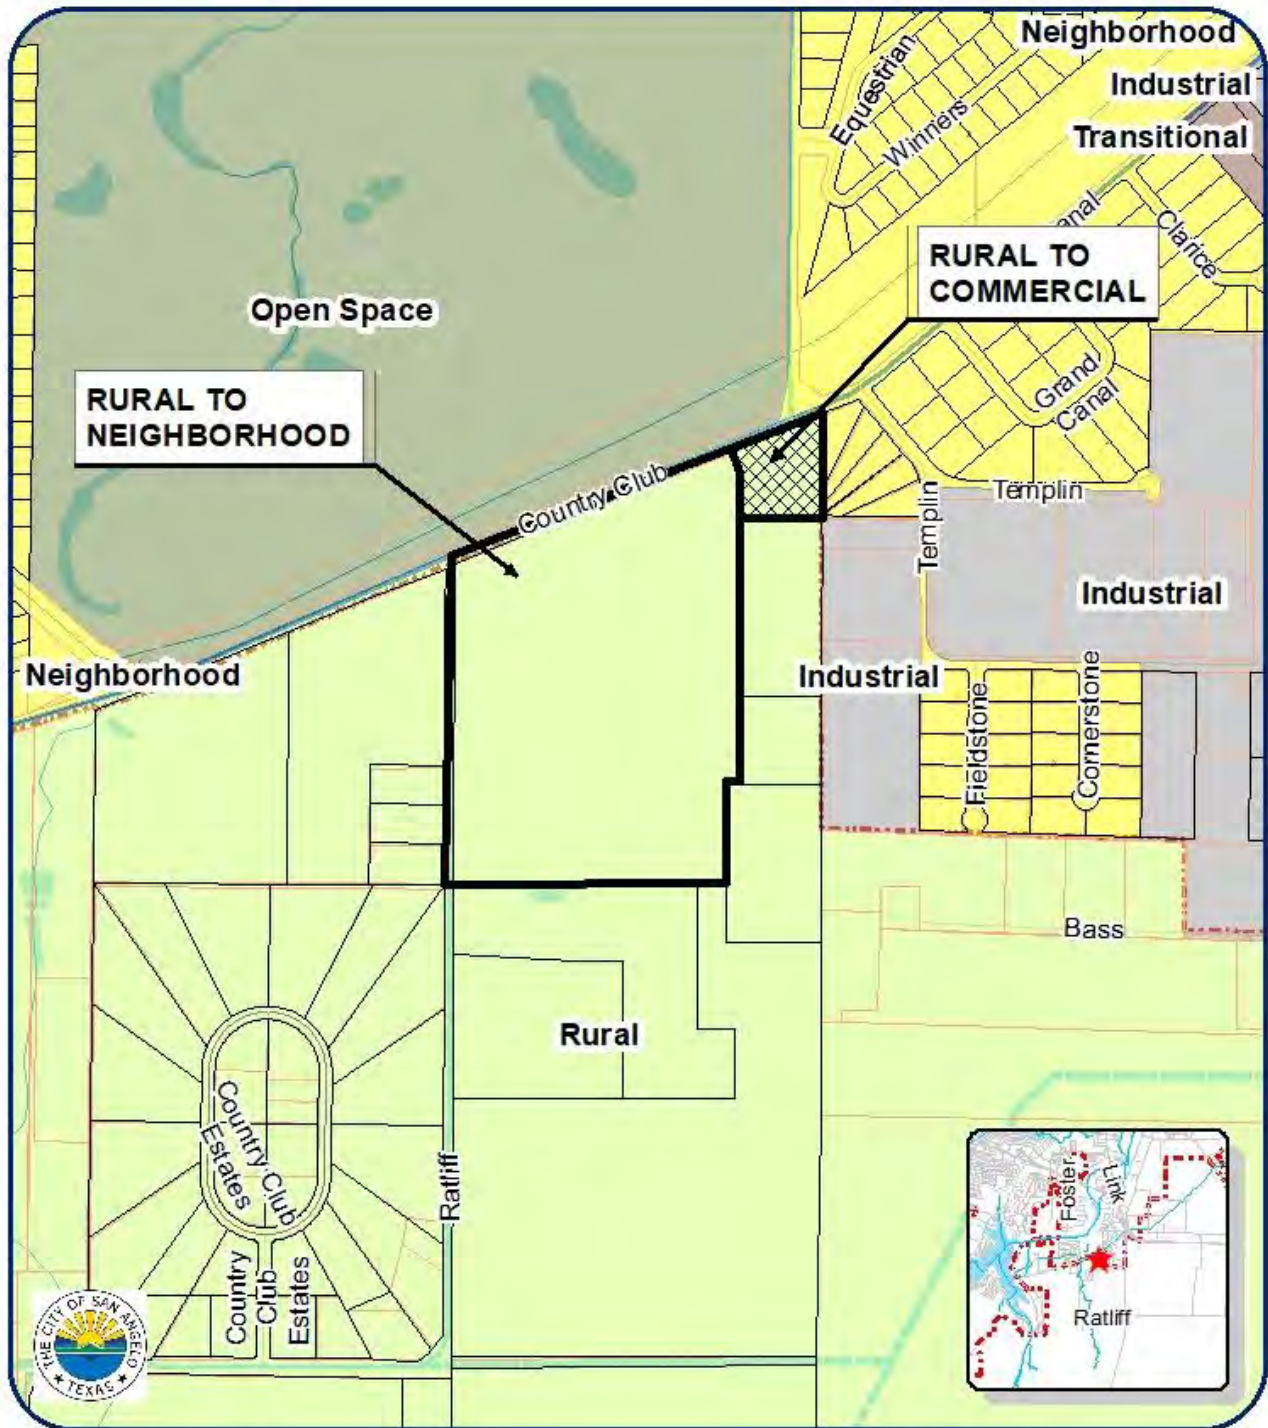 Neighborhood
Industrial
Transitional
Equestrian
Winners
anal
Clarice
RURAL TO
COMMERCIAL
Open Space
RURAL TO
NEIGHBORHOOD
Grand
Canal
Country Club
Templin
Templin
Industrial
Neighborhood
Industrial
Fieldstone
Cornerstone
Bass
Rural
Country Club
Estates
Ratliff
Country
Club
Estates
Foster
Link
Ratliff
THE CITY OF SAN ANGELO
TEXAS